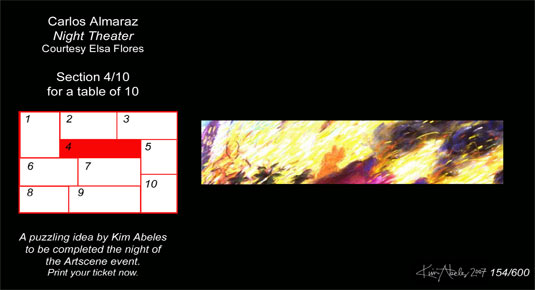 Carlos Almaraz
Night Theater
Courtesy Elsa Flores
Section 4/10
for a table of 10
1 2 3
4 5
6 7
8 9 10
A puzzling idea by Kim Abeles
to be completed the night of
the Artscene event.
Print your ticket now.
Kim Abeles 2007 154/600